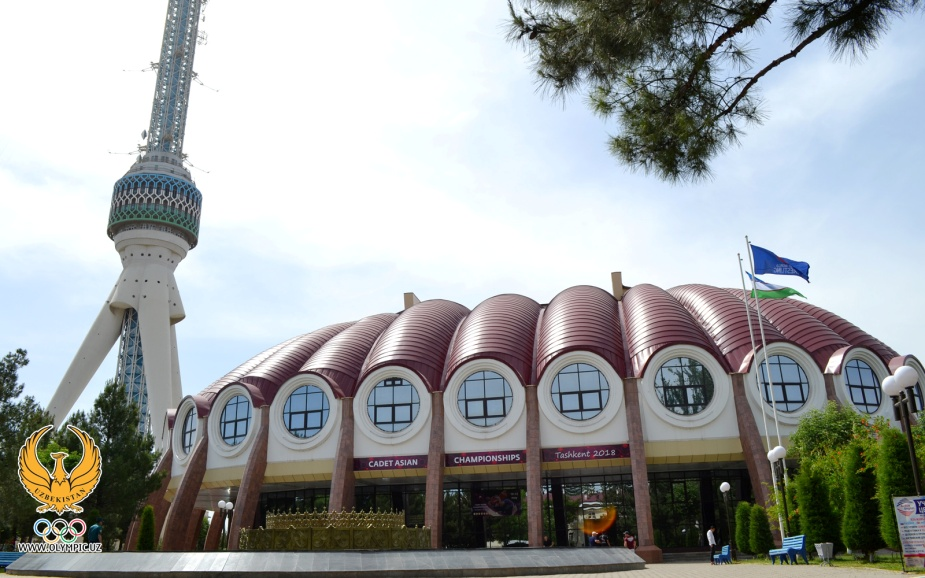 CADET ASIAN
CHAMPIONSHIPS
Tashkent 2018
UZBEKISTAN
WWW.OLYMPIC.UZ